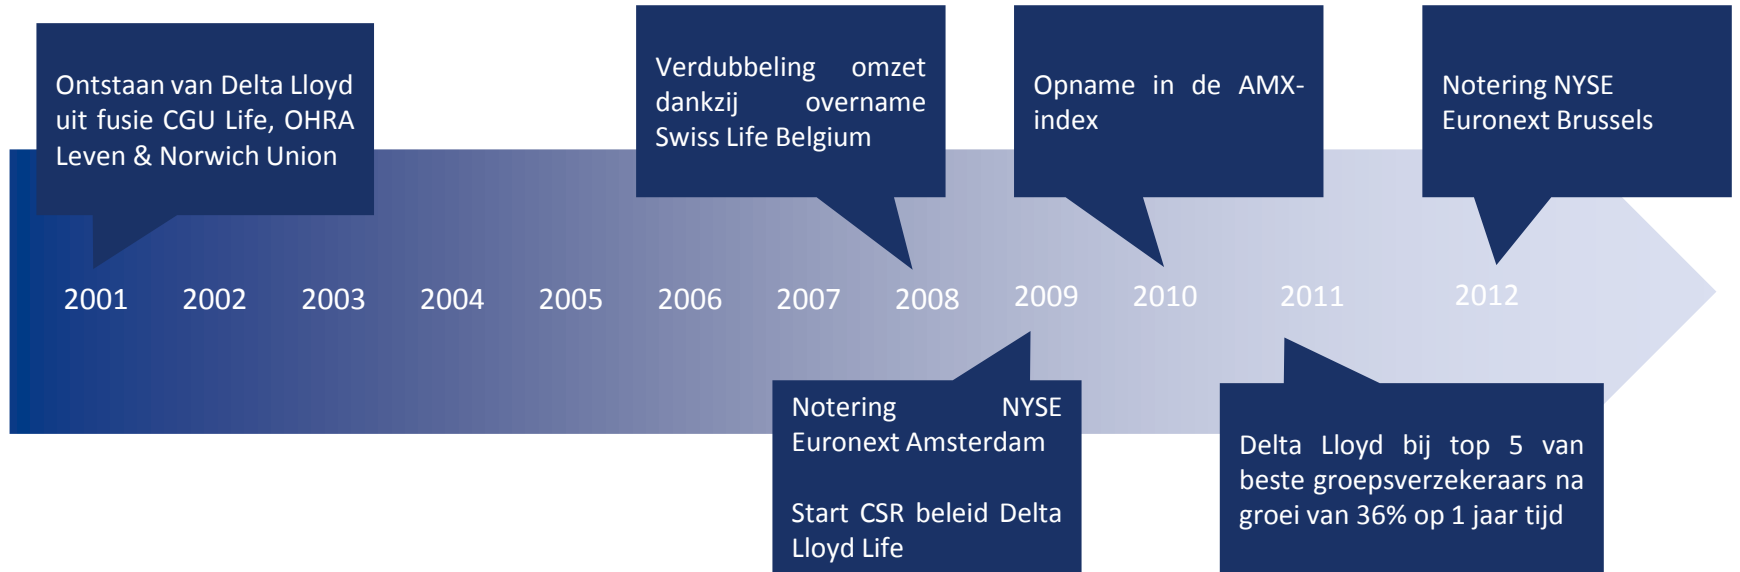 Ontstaan van Delta Lloyd
uit fusie CGU Life, OHRA
Leven & Norwich Union
Verdubbeling omzet
dankzij overname
Swiss Life Belgium
Opname in de AMX-
index
Notering NYSE
Euronext Brussels
2001 2002 2003 2004 2005 2006 2007 2008 2009 2010 2011 2012
Notering NYSE
Euronext Amsterdam
Start CSR beleid Delta
Lloyd Life
Delta Lloyd bij top 5 van
beste groepsverzekeraars na
groei van 36% op 1 jaar tijd